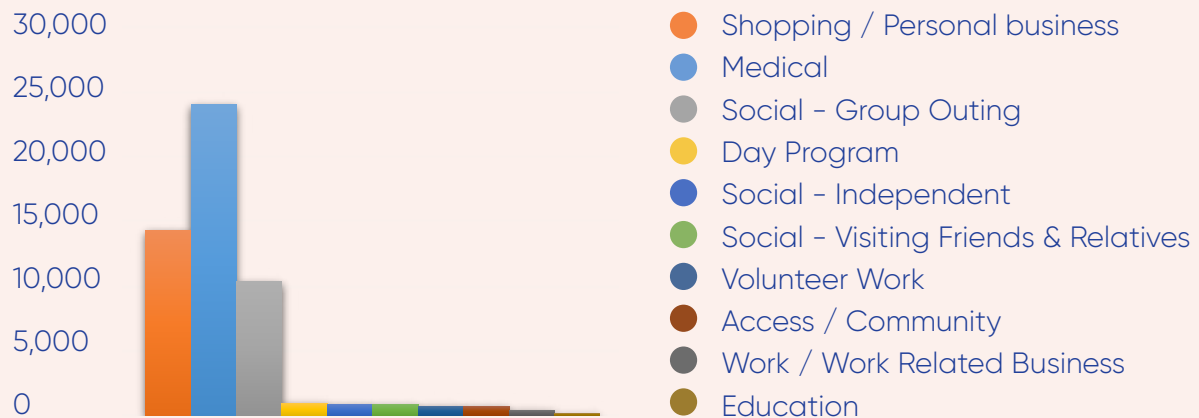 30,000
25,000
20,000
15,000
10,000
5,000
0
Shopping / Personal business
Medical
Social - Group Outing
Day Program
Social - Independent
Social - Visiting Friends & Relatives
Volunteer Work
Access / Community
Work / Work Related Business
Education